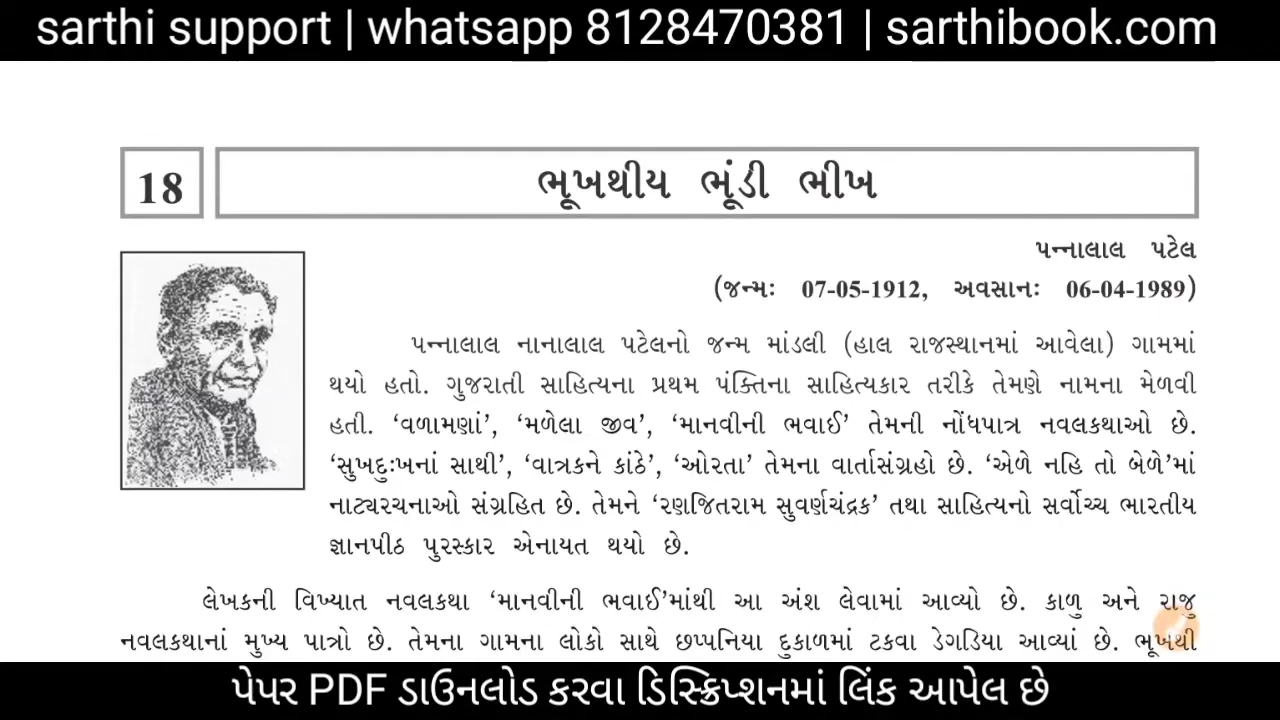 sarthi support | whatsapp 8128470381 | sarthibook.com
18
ભૂખથીય ભૂંડી ભીખ
પન્નાલાલ પટેલ
(જન્મઃ 07-05-1912, અવસાનઃ 06-04-1989)
પન્નાલાલ નાનાલાલ પટેલનો જન્મ માંડલી (હાલ રાજસ્થાનમાં આવેલા) ગામમાં
થયો હતો. ગુજરાતી સાહિત્યના પ્રથમ પંક્તિના સાહિત્યકાર તરીકે તેમણે નામના મેળવી
હતી. ‘વળામણાં’, ‘મળેલા જીવ’, ‘માનવીની ભવાઈ’ તેમની નોંધપાત્ર નવલકથાઓ છે.
‘સુખદુઃખનાં સાથી’, ‘વાત્રકને કાંઠે’, ‘ઓરતા’ તેમના વાર્તાસંગ્રહો છે. ‘એળે નહિ તો બેળે’માં
નાટ્યરચનાઓ સંગ્રહિત છે. તેમને ‘રણજિતરામ સુવર્ણચંદ્રક’ તથા સાહિત્યનો સર્વોચ્ચ ભારતીય
જ્ઞાનપીઠ પુરસ્કાર એનાયત થયો છે.
લેખકની વિખ્યાત નવલકથા ‘માનવીની ભવાઈ’માંથી આ અંશ લેવામાં આવ્યો છે. કાળુ અને રાજુ
નવલકથાનાં મુખ્ય પાત્રો છે. તેમના ગામના લોકો સાથે છપ્પનિયા દુકાળમાં ટકવા ડેગડિયા આવ્યાં છે. ભૂખથી
પેપર PDF ડાઉનલોડ કરવા ડિસ્ક્રિપ્શનમાં લિંક આપેલ છે